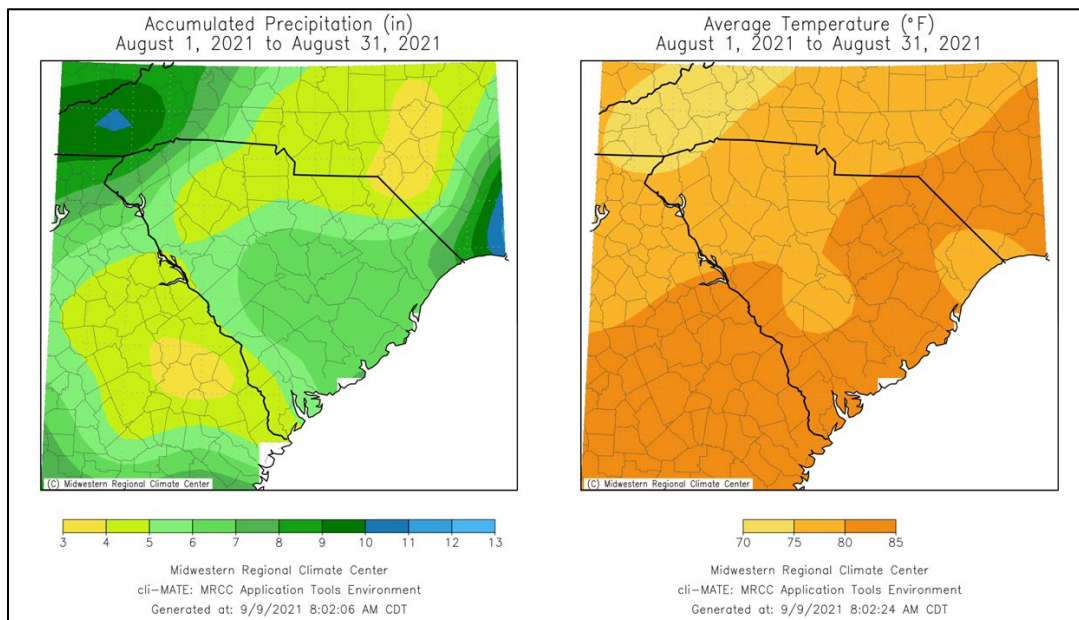 Accumulated Precipitation (in)
August 1, 2021 to August 31, 2021
(C) Midwestern Regional Climate Center
3 4 5 6 7 8 9 10 11 12 13
Midwestern Regional Climate Center
cli-MATE: MRCC Application Tools Environment
Generated at: 9/9/2021 8:02:06 AM CDT
Average Temperature (°F)
August 1, 2021 to August 31, 2021
(C) Midwestern Regional Climate Center
70 75 80 85
Midwestern Regional Climate Center
cli-MATE: MRCC Application Tools Environment
Generated at: 9/9/2021 8:02:24 AM CDT